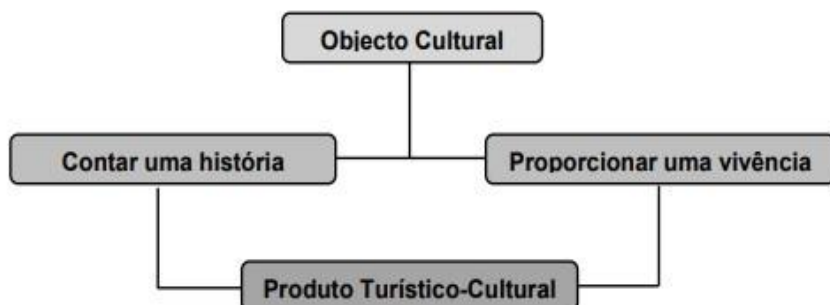 Objecto Cultural
Contar uma história
Proporcionar uma vivência
Produto Turístico-Cultural